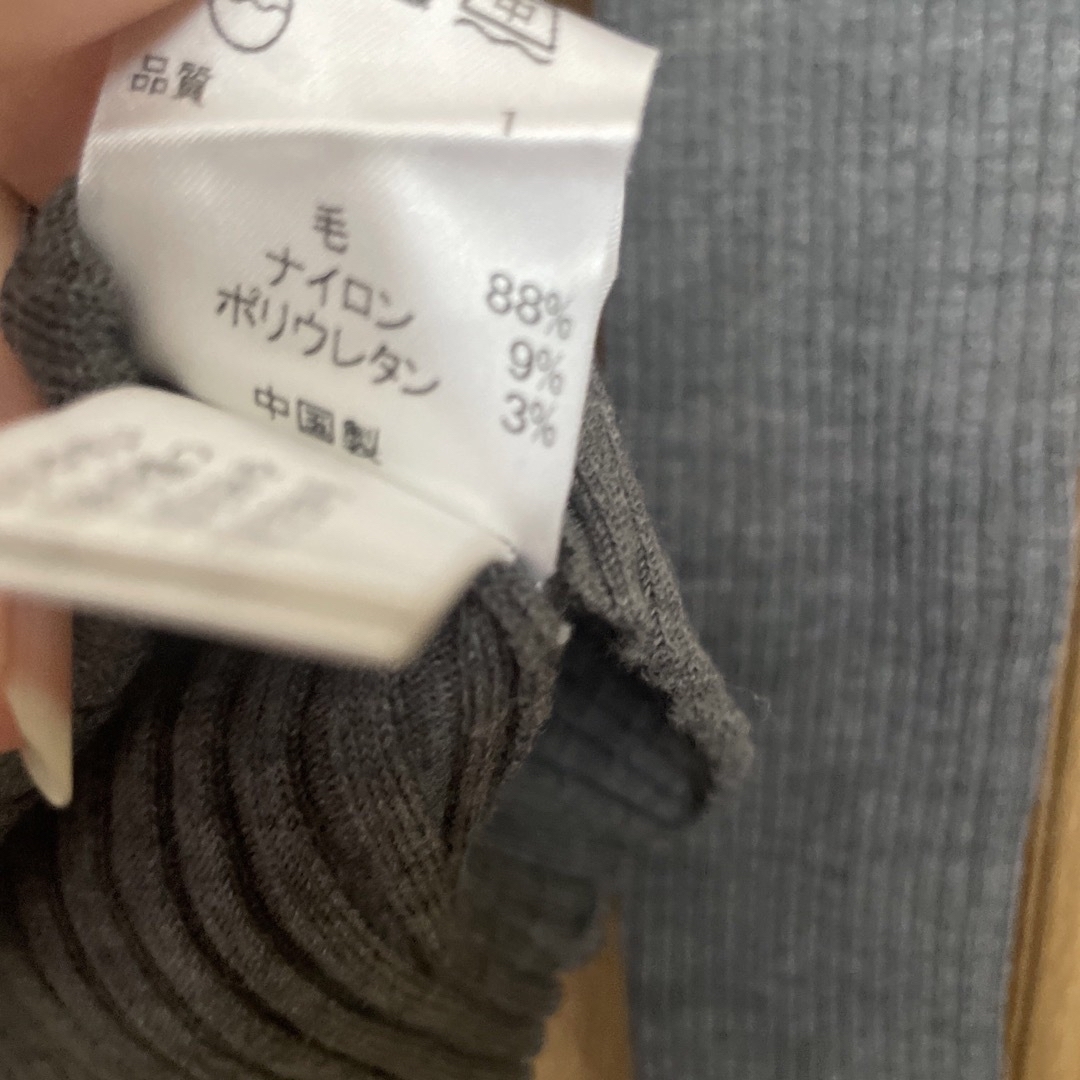 中
品質
1
毛 88%
ナイロン 9%
ポリウレタン 3%
中国製